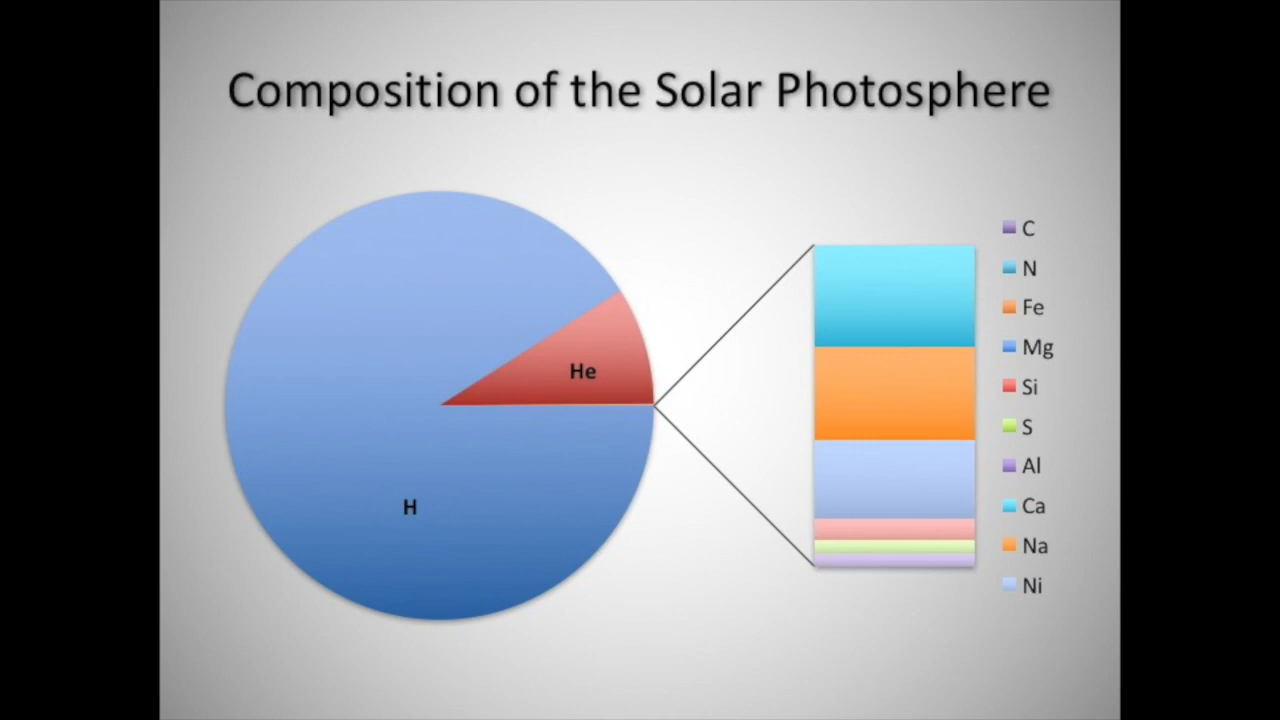 Composition of the Solar Photosphere
He
H
C
N
Fe
Mg
Si
S
Al
Ca
Na
Ni